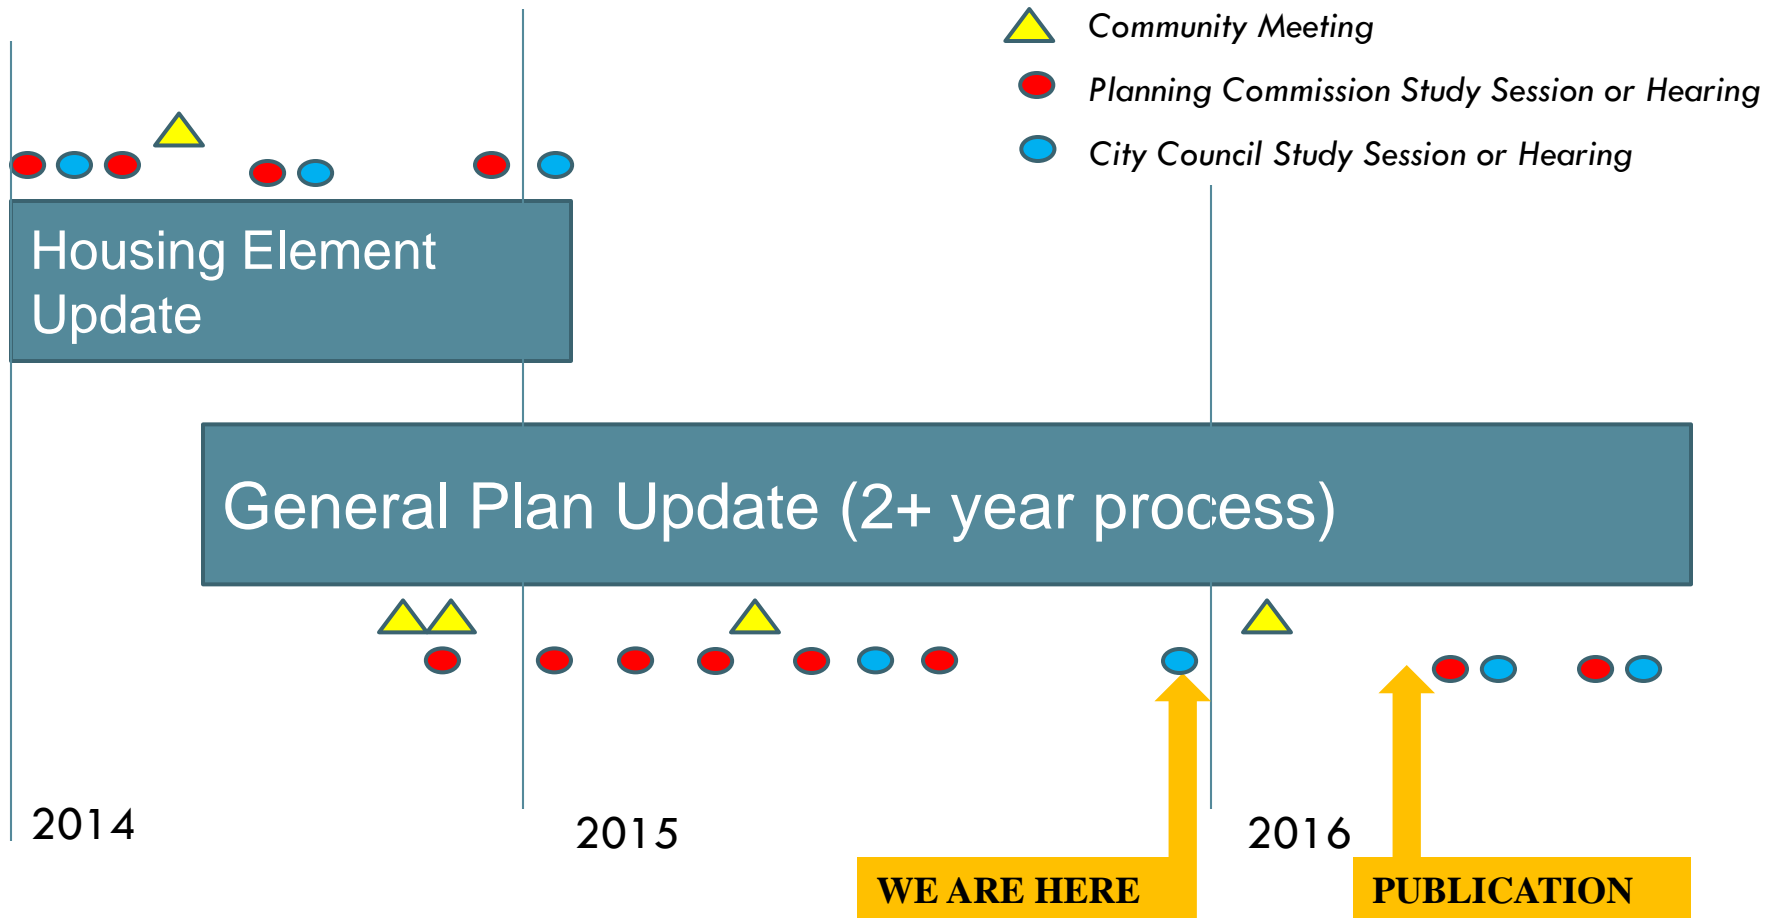 Community Meeting
Planning Commission Study Session or Hearing
City Council Study Session or Hearing
Housing Element
Update
General Plan Update (2+ year process)
2014
2015
2016
WE ARE HERE
PUBLICATION